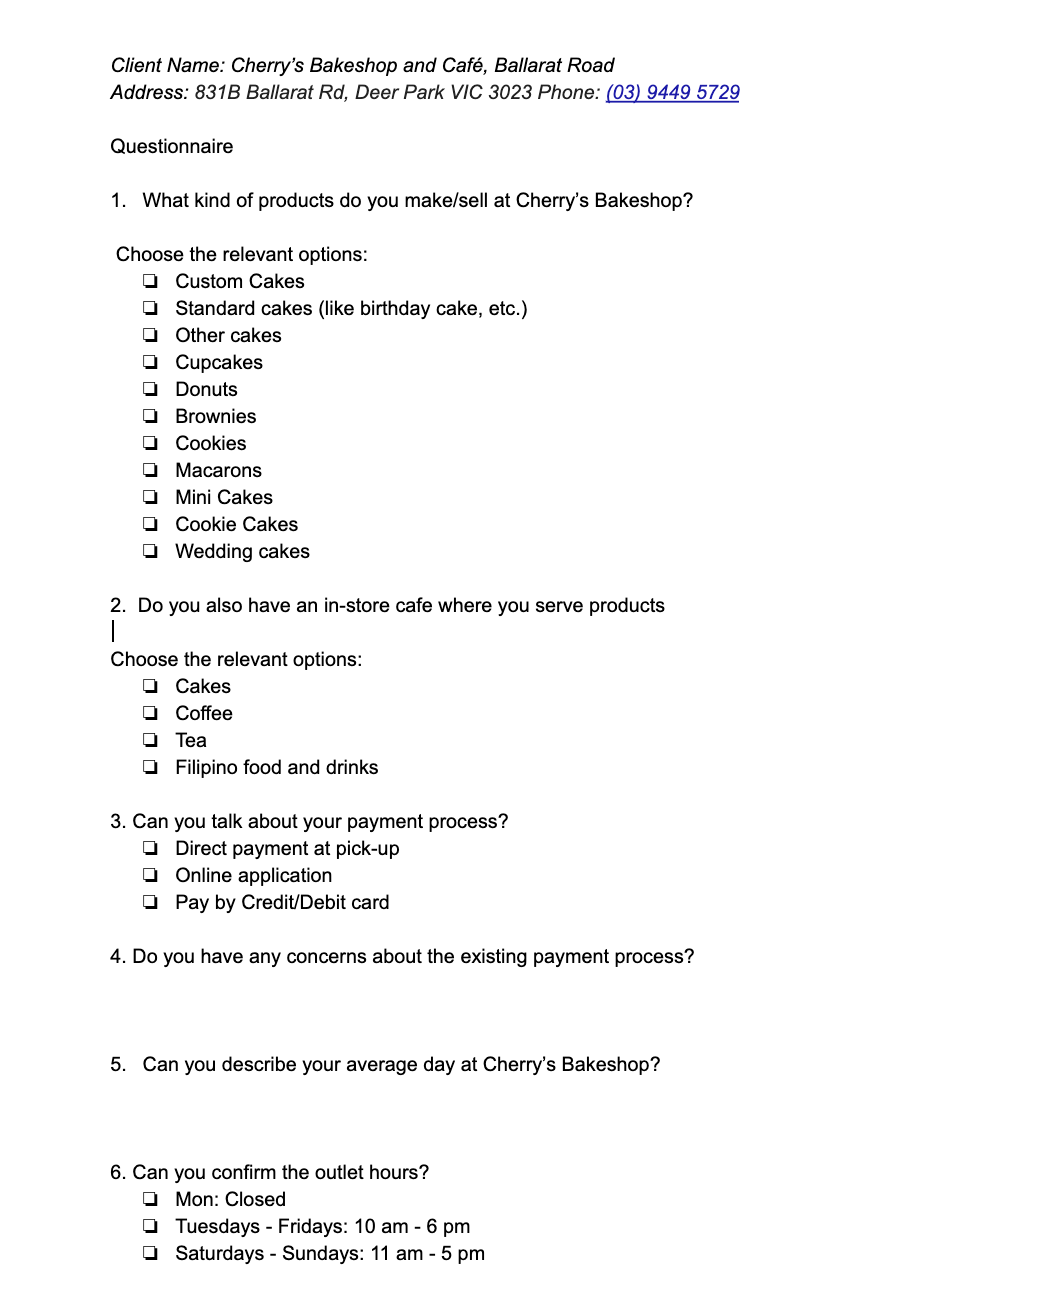 Client Name: Cherry’s Bakeshop and Café, Ballarat Road
Address: 831B Ballarat Rd, Deer Park VIC 3023 Phone: (03) 9449 5729
Questionnaire
1. What kind of products do you make/sell at Cherry’s Bakeshop?
Choose the relevant options:
❏ Custom Cakes
❏ Standard cakes (like birthday cake, etc.)
❏ Other cakes
❏ Cupcakes
❏ Donuts
❏ Brownies
❏ Cookies
❏ Macarons
❏ Mini Cakes
❏ Cookie Cakes
❏ Wedding cakes
2. Do you also have an in-store cafe where you serve products
Choose the relevant options:
❏ Cakes
❏ Coffee
❏ Tea
❏ Filipino food and drinks
3. Can you talk about your payment process?
❏ Direct payment at pick-up
❏ Online application
❏ Pay by Credit/Debit card
4. Do you have any concerns about the existing payment process?
5. Can you describe your average day at Cherry’s Bakeshop?
6. Can you confirm the outlet hours?
❏ Mon: Closed
❏ Tuesdays - Fridays: 10 am - 6 pm
❏ Saturdays - Sundays: 11 am - 5 pm